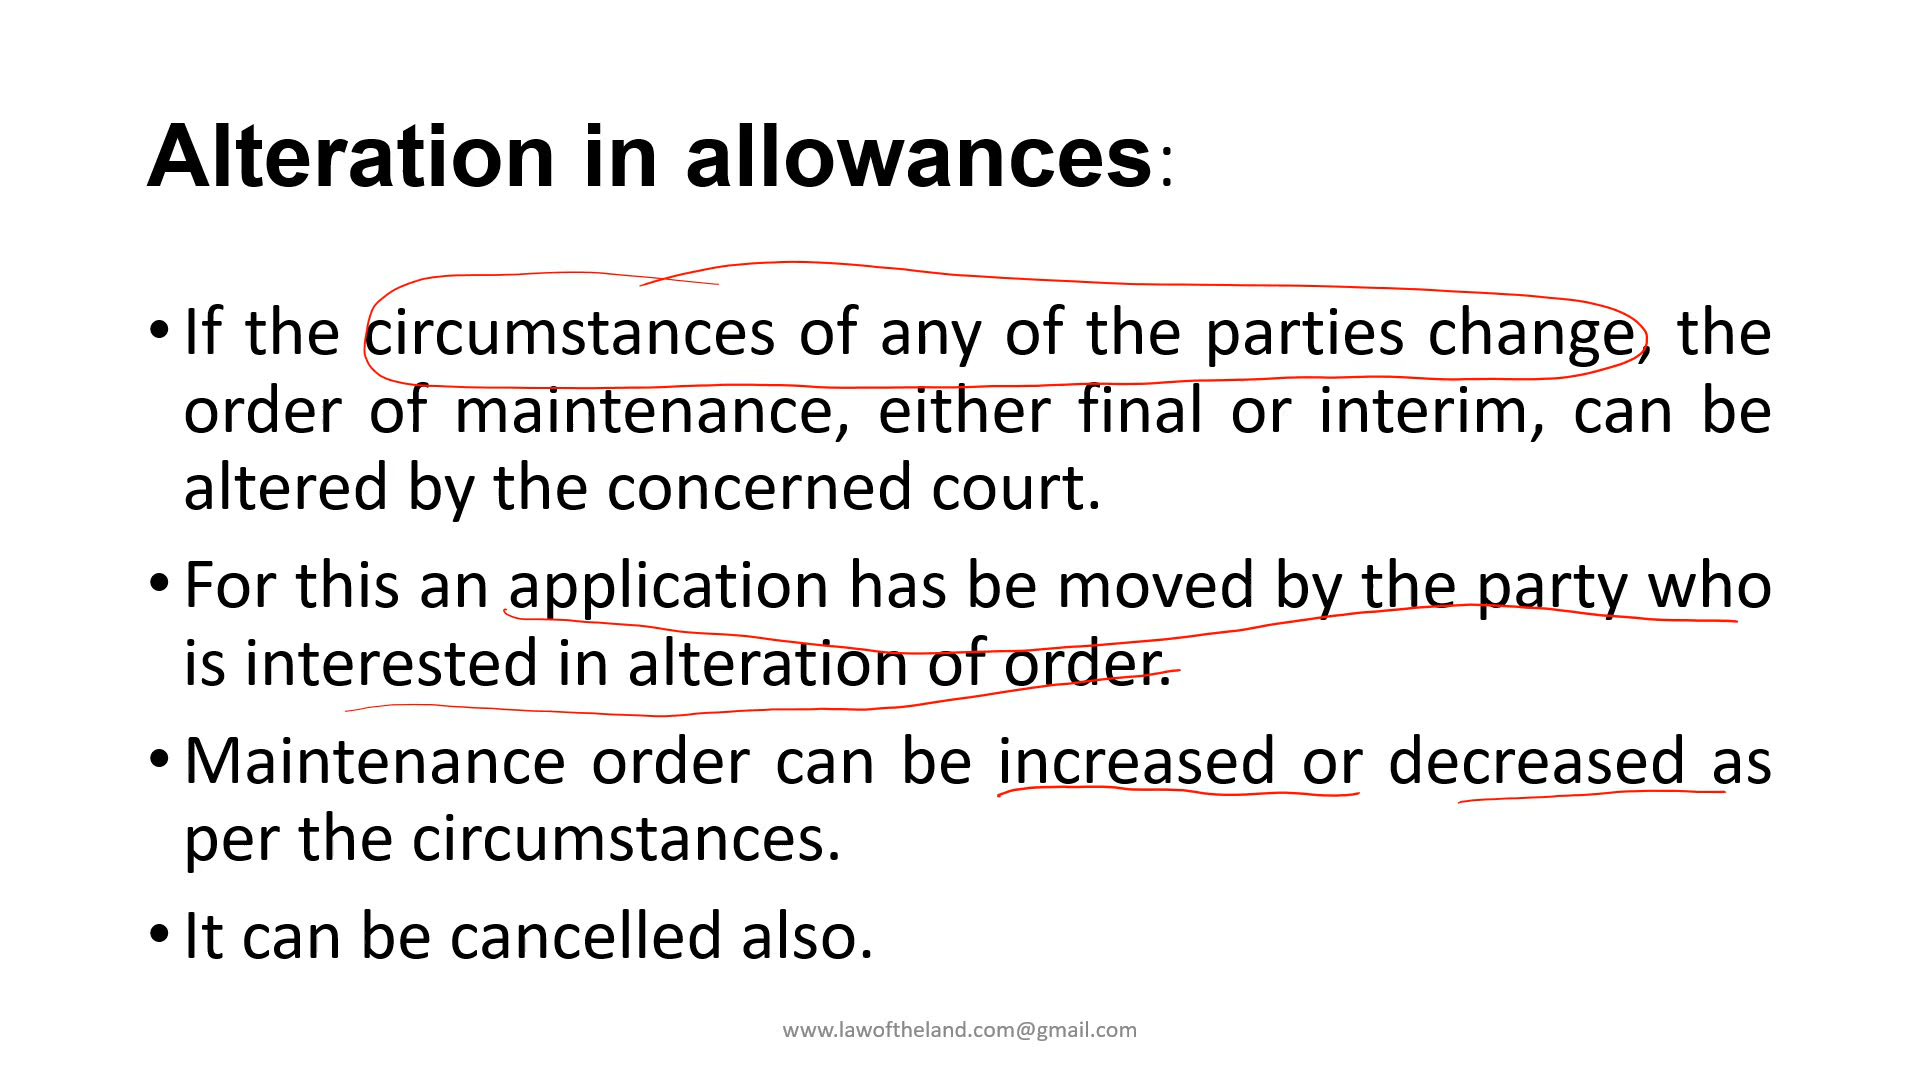 Alteration in allowances:
• If the circumstances of any of the parties change, the
order of maintenance, either final or interim, can be
altered by the concerned court.
• For this an application has be moved by the party who
is interested in alteration of order.
• Maintenance order can be increased or decreased as
per the circumstances.
• It can be cancelled also.
www.lawoftheland.com@gmail.com